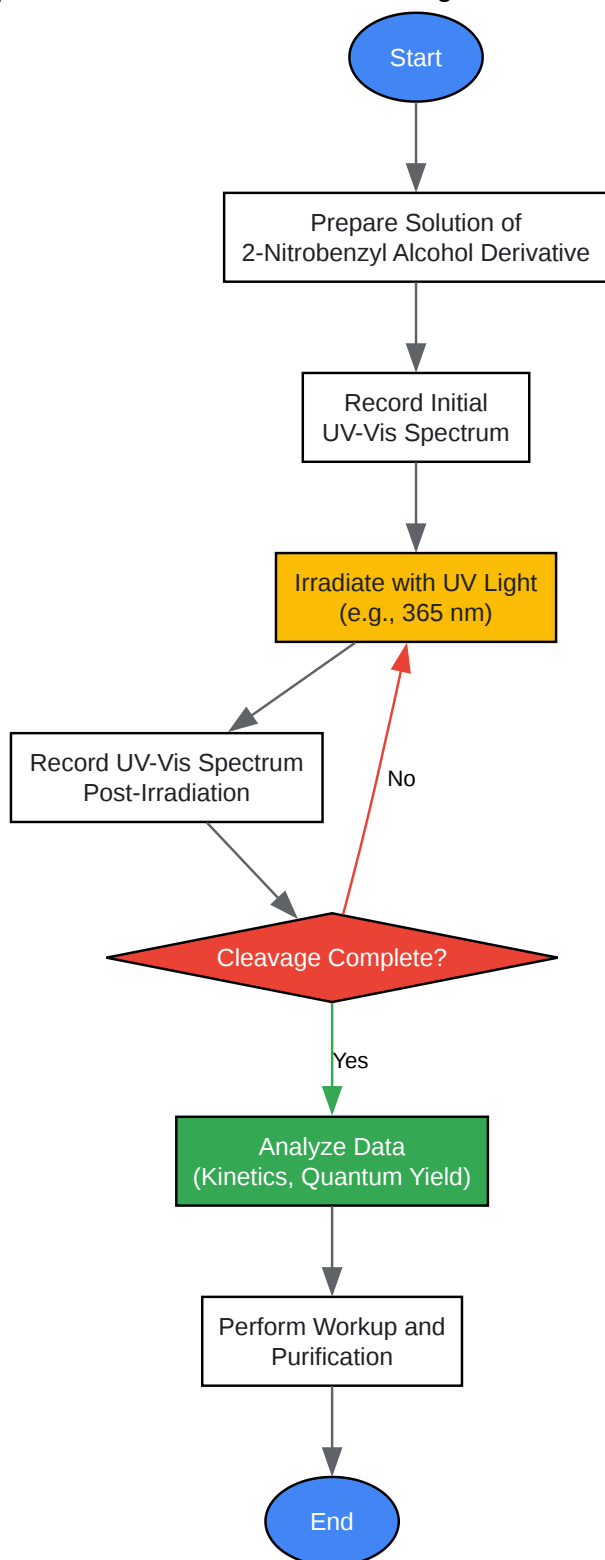 Start
Prepare Solution of
2-Nitrobenzyl Alcohol Derivative
Record Initial
UV-Vis Spectrum
Irradiate with UV Light
(e.g., 365 nm)
Record UV-Vis Spectrum
Post-Irradiation
No
Cleavage Complete?
Yes
Analyze Data
(Kinetics, Quantum Yield)
Perform Workup and
Purification
End